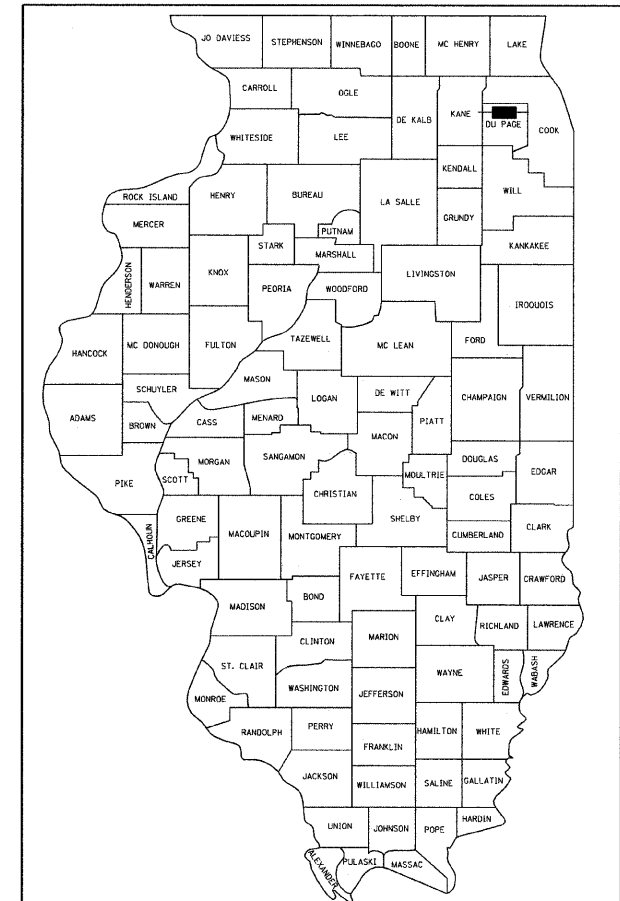 JO DAVIESS
STEPHENSON
WINNEBAGO
BOONE
MC HENRY
LAKE
CARROLL
OGLE
DE KALB
KANE
DU PAGE
COOK
WHITESIDE
LEE
KENDALL
WILL
ROCK ISLAND
HENRY
BUREAU
LA SALLE
GRUNDY
MERCER
PUTNAM
KANKAKEE
STARK
MARSHALL
HENDERSON
WARREN
KNOX
PEORIA
WOODFORD
LIVINGSTON
IROQUOIS
HANCOCK
MC DONOUGH
FULTON
TAZEWELL
MC LEAN
FORD
MASON
SCHUYLER
LOGAN
DE WITT
CHAMPAIGN
VERMILION
ADAMS
BROWN
CASS
MENARD
MACON
PIATT
PIKE
SCOTT
MORGAN
SANGAMON
MOULTRIE
DOUGLAS
EDGAR
CHRISTIAN
COLES
CALHOUN
GREENE
MACOUPIN
MONTGOMERY
SHELBY
CUMBERLAND
CLARK
JERSEY
FAYETTE
EFFINGHAM
JASPER
CRAWFORD
MADISON
BOND
CLAY
RICHLAND
LAWRENCE
CLINTON
MARION
ST. CLAIR
WAYNE
EDWARDS
WABASH
WASHINGTON
JEFFERSON
MONROE
RANDOLPH
PERRY
HAMILTON
WHITE
FRANKLIN
JACKSON
WILLIAMSON
SALINE
GALLATIN
UNION
JOHNSON
POPE
HARDIN
ALEXANDER
PULASKI
MASSAC